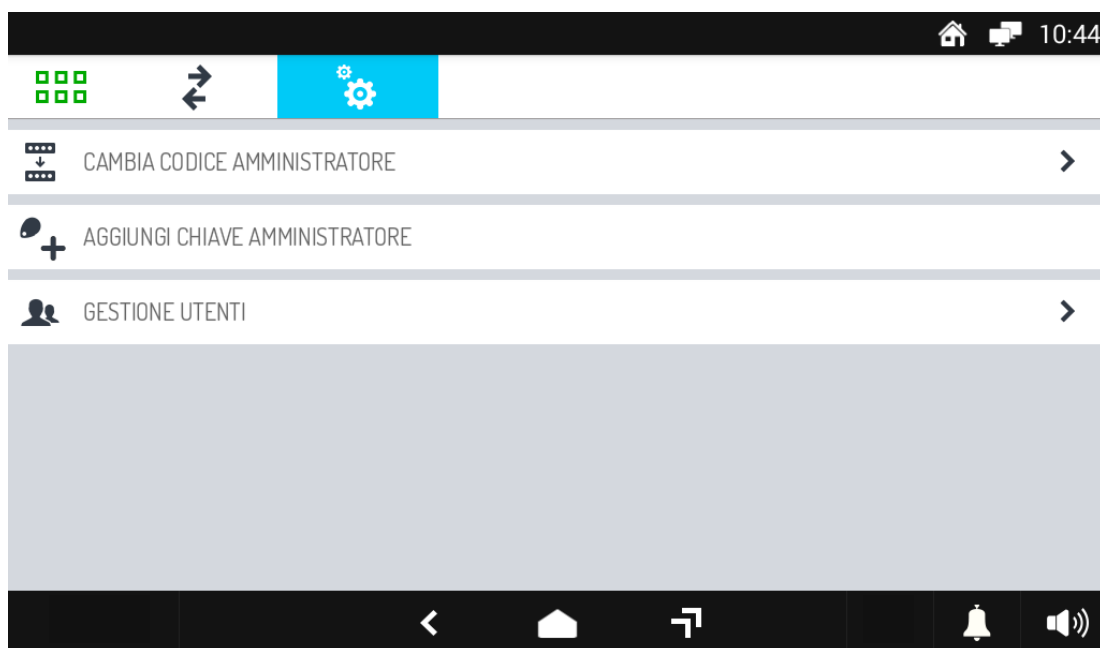 10:44
CAMBIA CODICE AMMINISTRATORE
AGGIUNGI CHIAVE AMMINISTRATORE
GESTIONE UTENTI